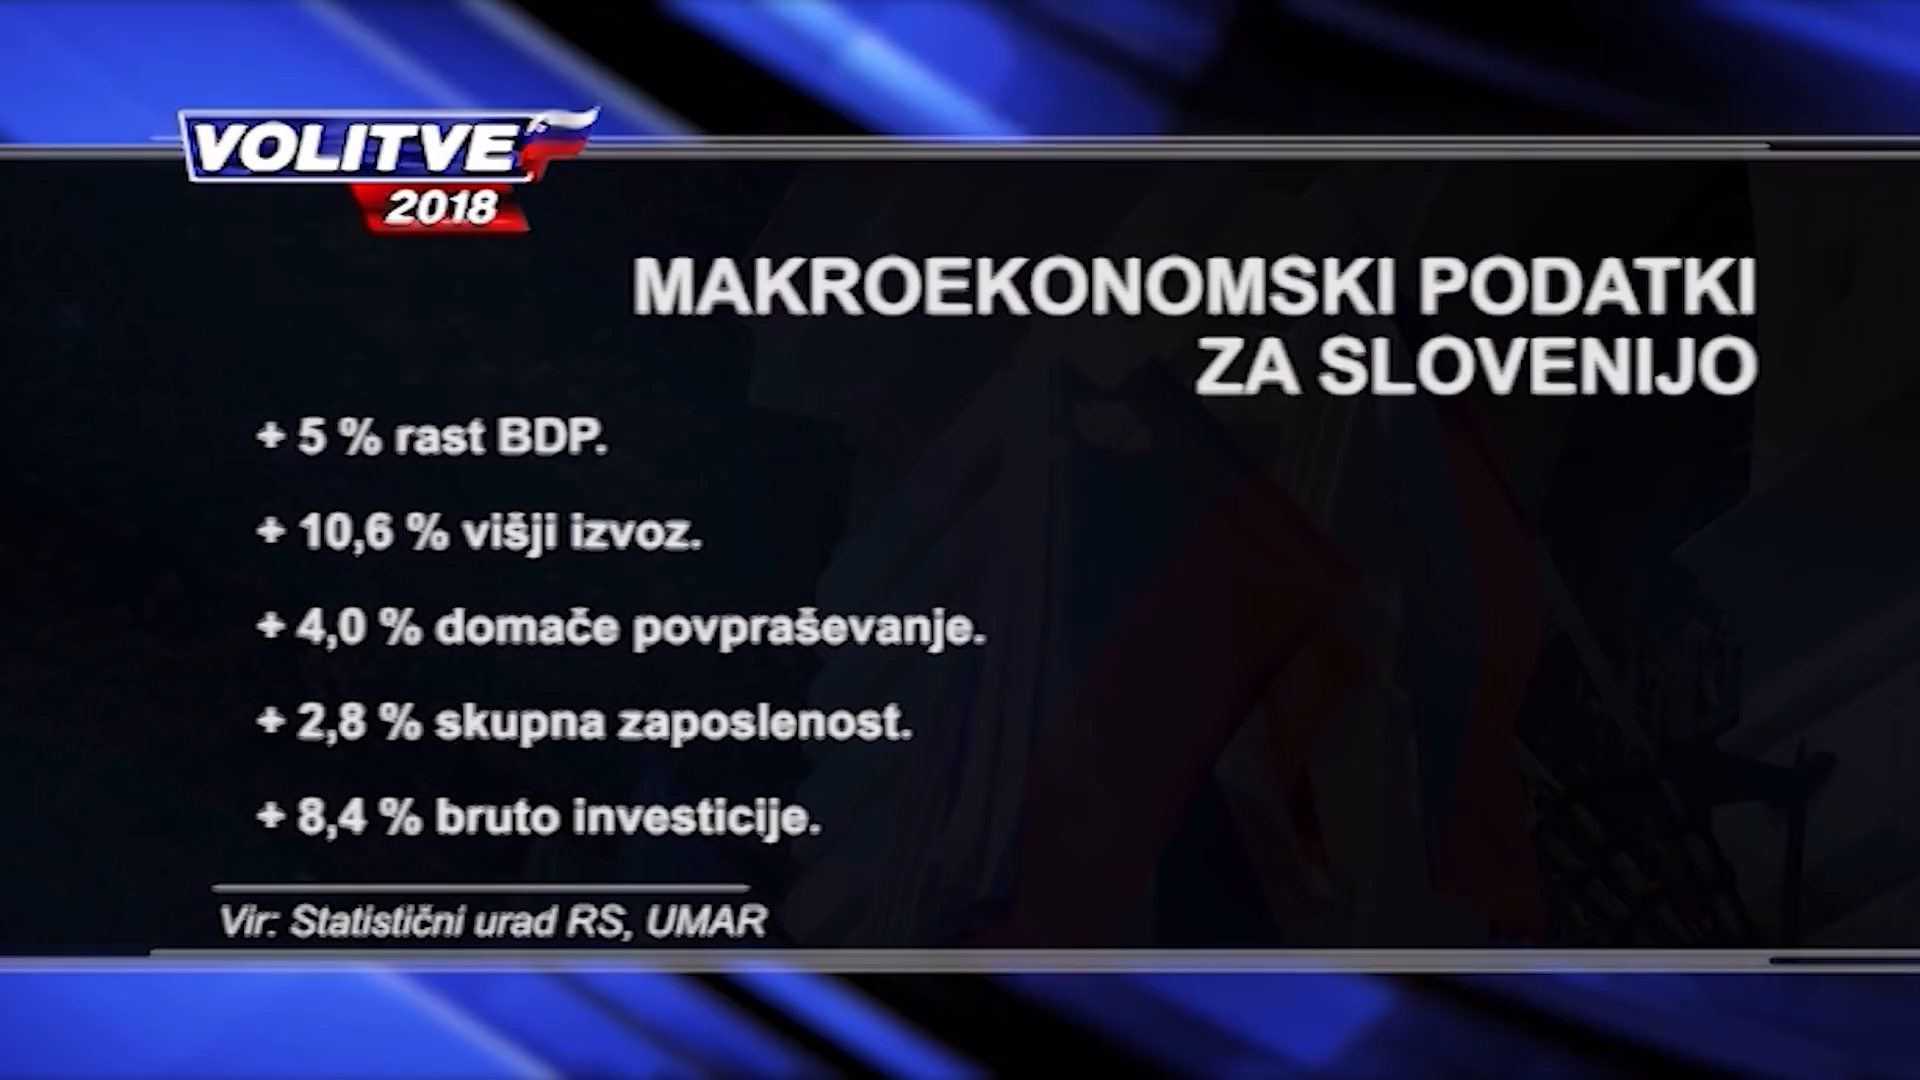 VOLITVE
2018
MAKROEKONOMSKI PODATKI
ZA SLOVENIJO
+ 5 % rast BDP.
+ 10,6 % višji izvoz.
+ 4,0 % domače povpraševanje.
+ 2,8 % skupna zaposlenost.
+ 8,4 % bruto investicije.
Vir: Statistični urad RS, UMAR